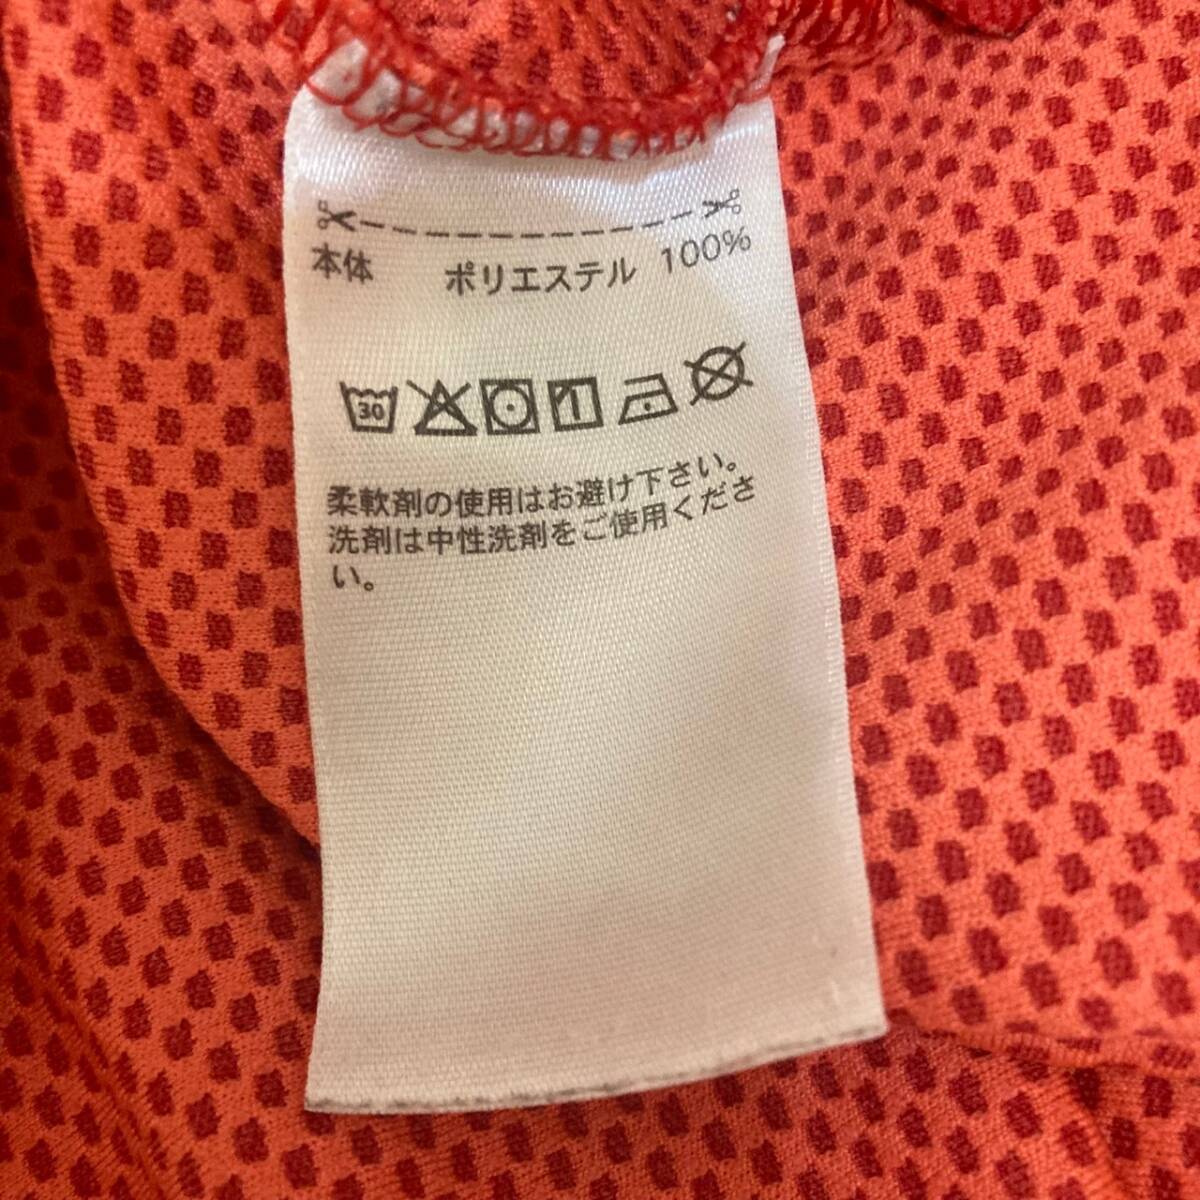 本体 ポリエステル 100%
30
柔軟剤の使用はお避け下さい。
洗剤は中性洗剤をご使用くださ
い。